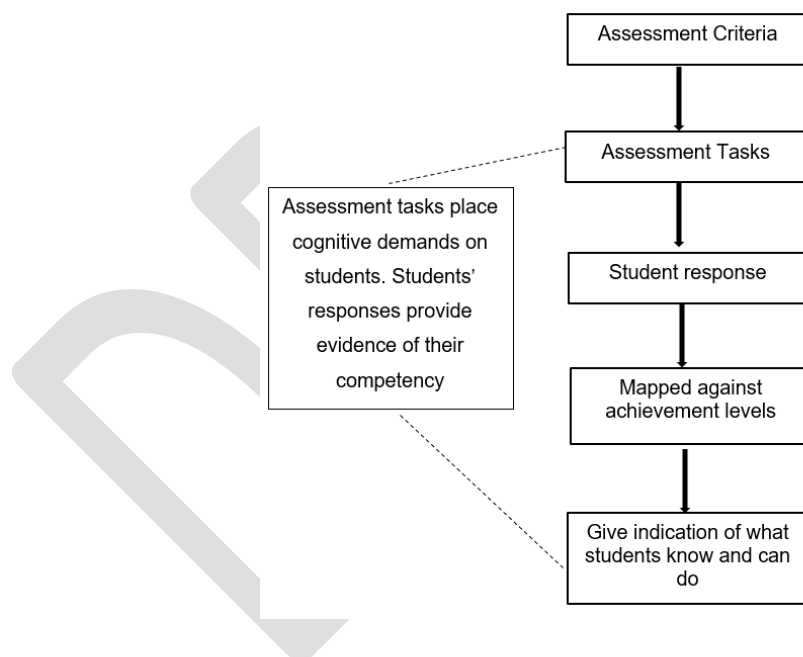 Assessment Criteria
Assessment Tasks
Assessment tasks place
cognitive demands on
students. Students’
responses provide
evidence of their
competency
Student response
Mapped against
achievement levels
Give indication of what
students know and can
do